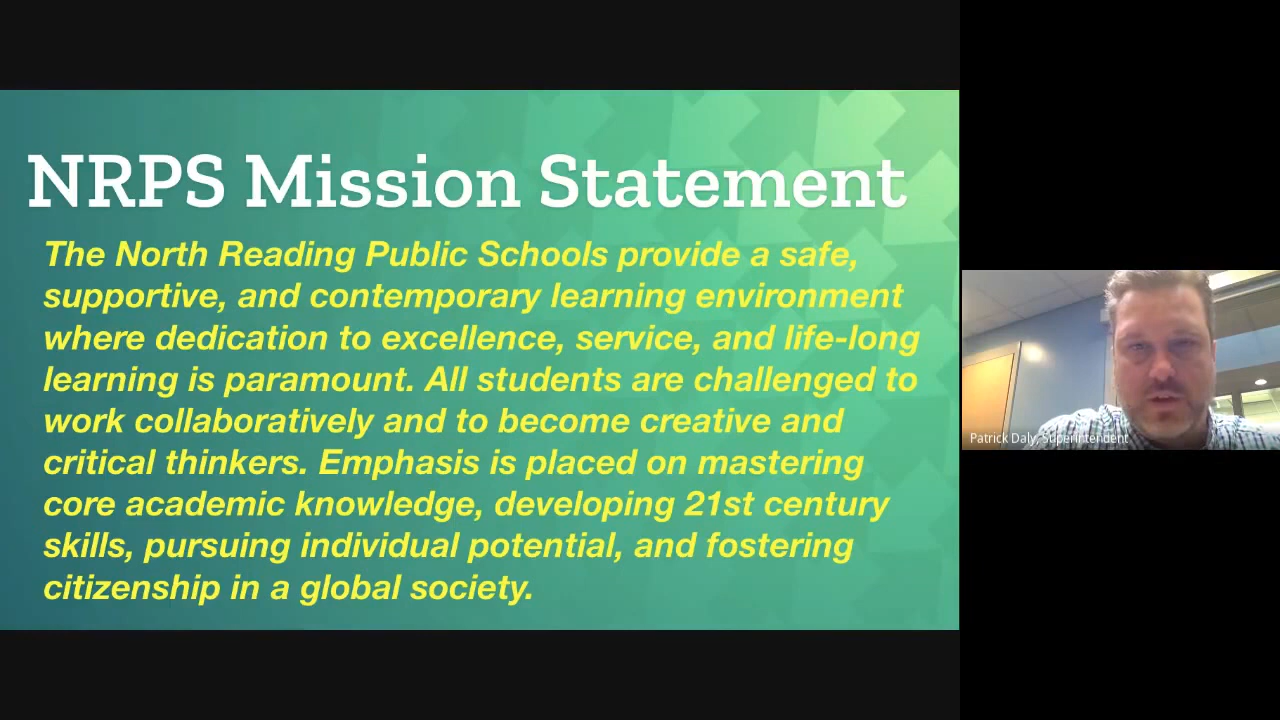 NRPS Mission Statement
The North Reading Public Schools provide a safe,
supportive, and contemporary learning environment
where dedication to excellence, service, and life-long
learning is paramount. All students are challenged to
work collaboratively and to become creative and
critical thinkers. Emphasis is placed on mastering
core academic knowledge, developing 21st century
skills, pursuing individual potential, and fostering
citizenship in a global society.
Patrick Daly, Superintendent